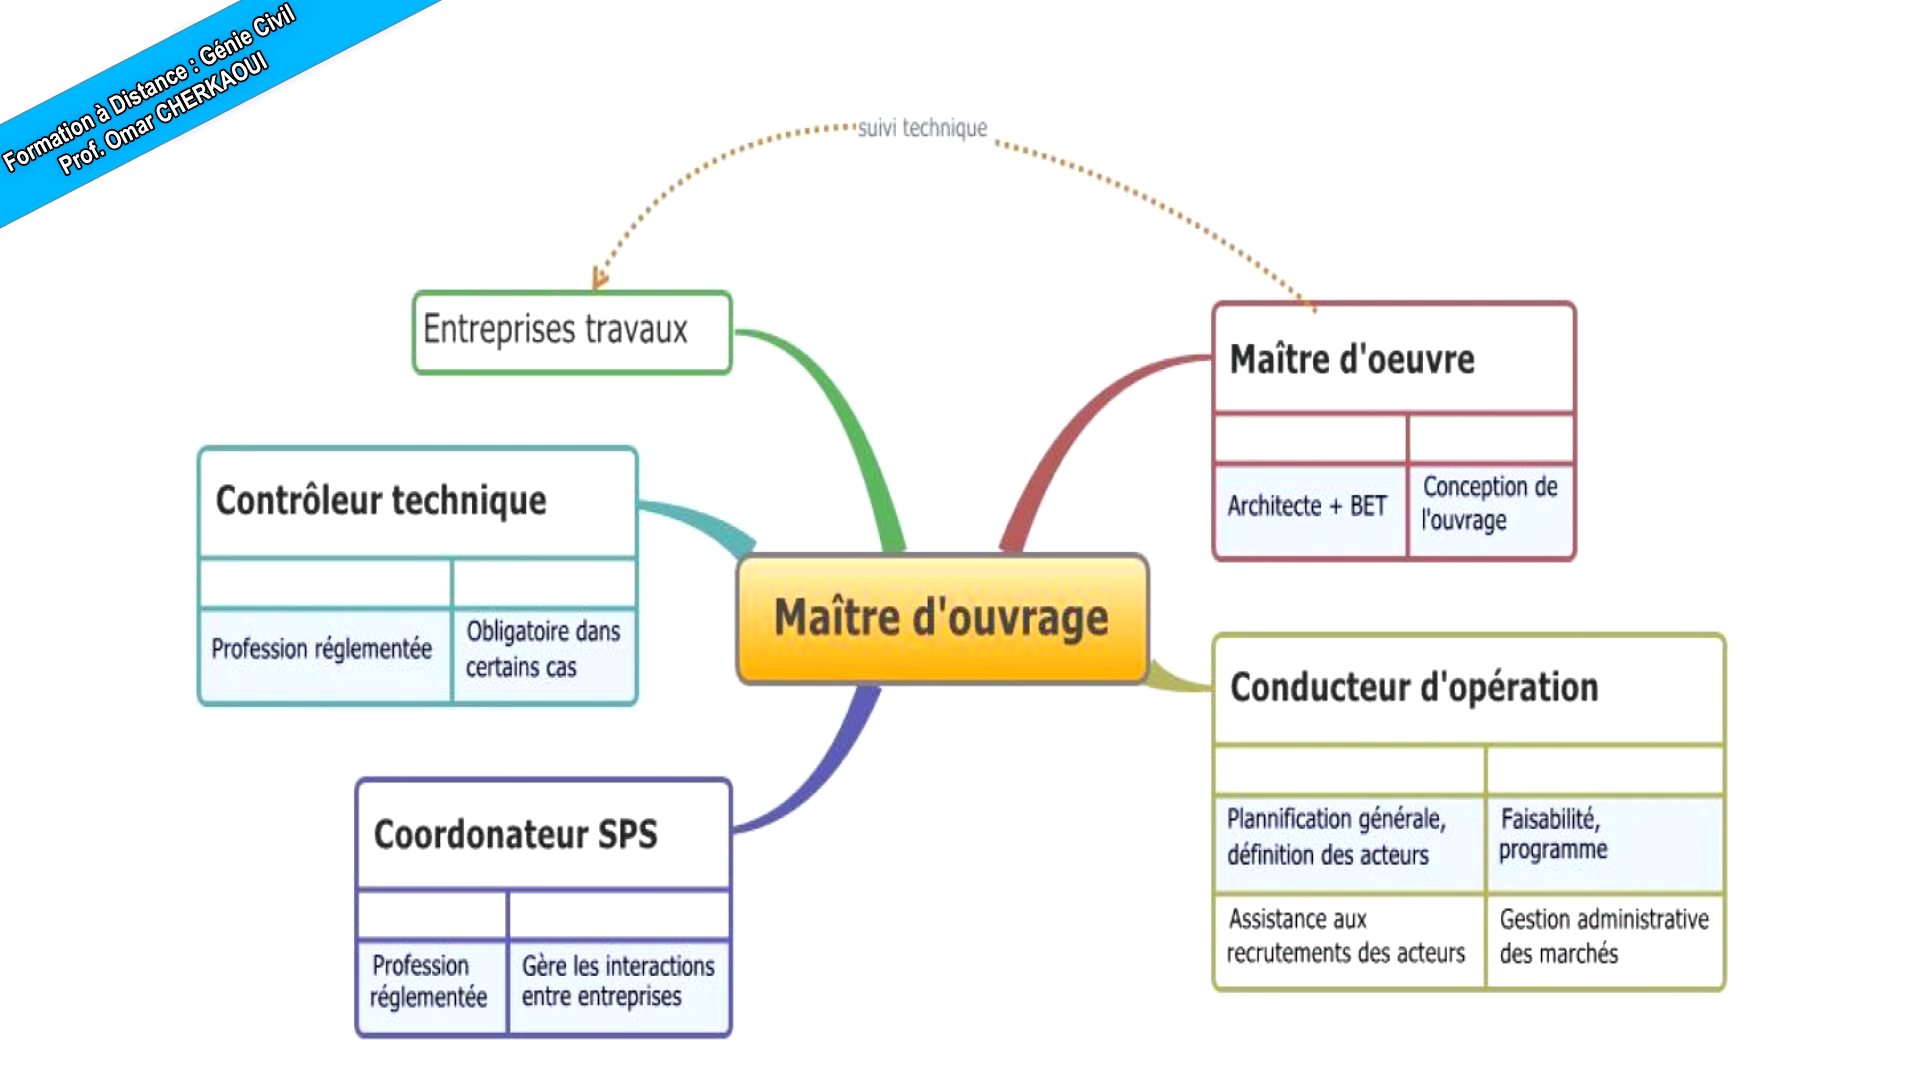 Formation à Distance : Génie Civil
Prof. Omar CHERKAOUI
suivi technique
Entreprises travaux
Maître d'oeuvre
Architecte + BET
Conception de
l'ouvrage
Contrôleur technique
Profession réglementée
Obligatoire dans
certains cas
Maître d'ouvrage
Conducteur d'opération
Plannification générale,
définition des acteurs
Faisabilité,
programme
Assistance aux
recrutements des acteurs
Gestion administrative
des marchés
Coordonateur SPS
Profession
réglementée
Gère les interactions
entre entreprises